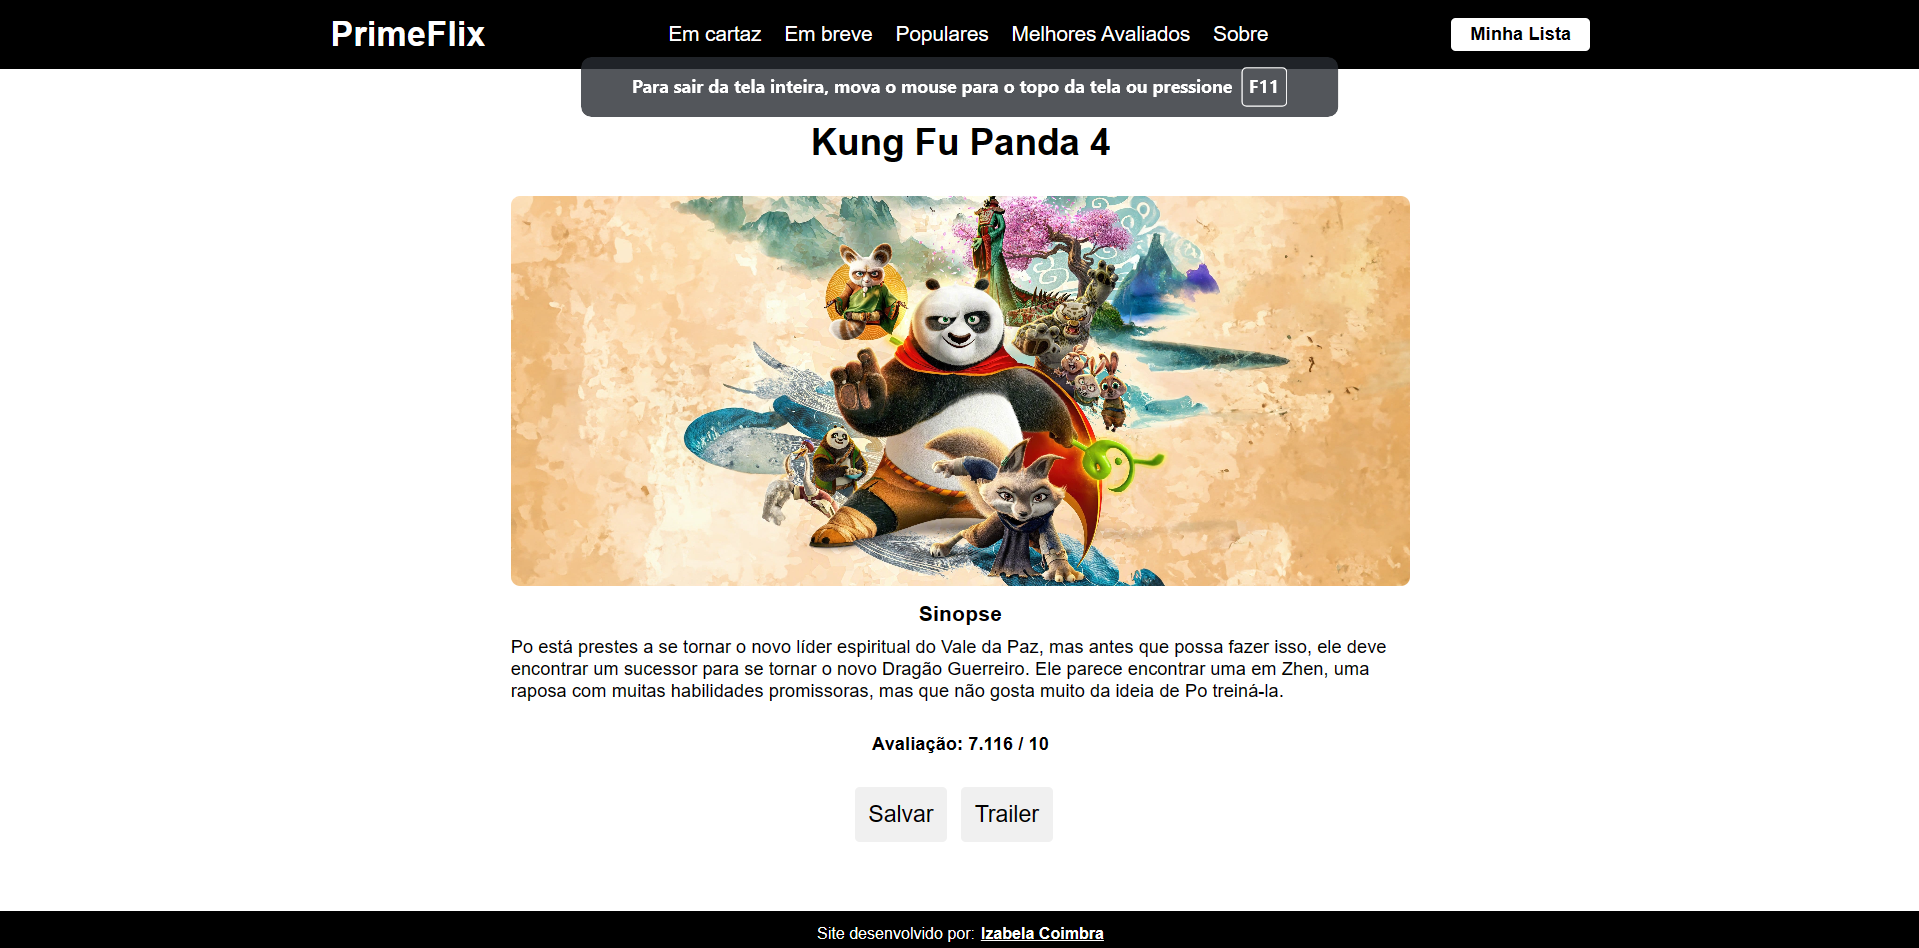 PrimeFlix
Em cartaz Em breve Populares Melhores Avaliados Sobre
Minha Lista
Para sair da tela inteira, mova o mouse para o topo da tela ou pressione F11
Kung Fu Panda 4
Sinopse
Po está prestes a se tornar o novo líder espiritual do Vale da Paz, mas antes que possa fazer isso, ele deve
encontrar um sucessor para se tornar o novo Dragão Guerreiro. Ele parece encontrar uma em Zhen, uma
raposa com muitas habilidades promissoras, mas que não gosta muito da ideia de Po treiná-la.
Avaliação: 7.116 / 10
Salvar Trailer
Site desenvolvido por: Izabela Coimbra